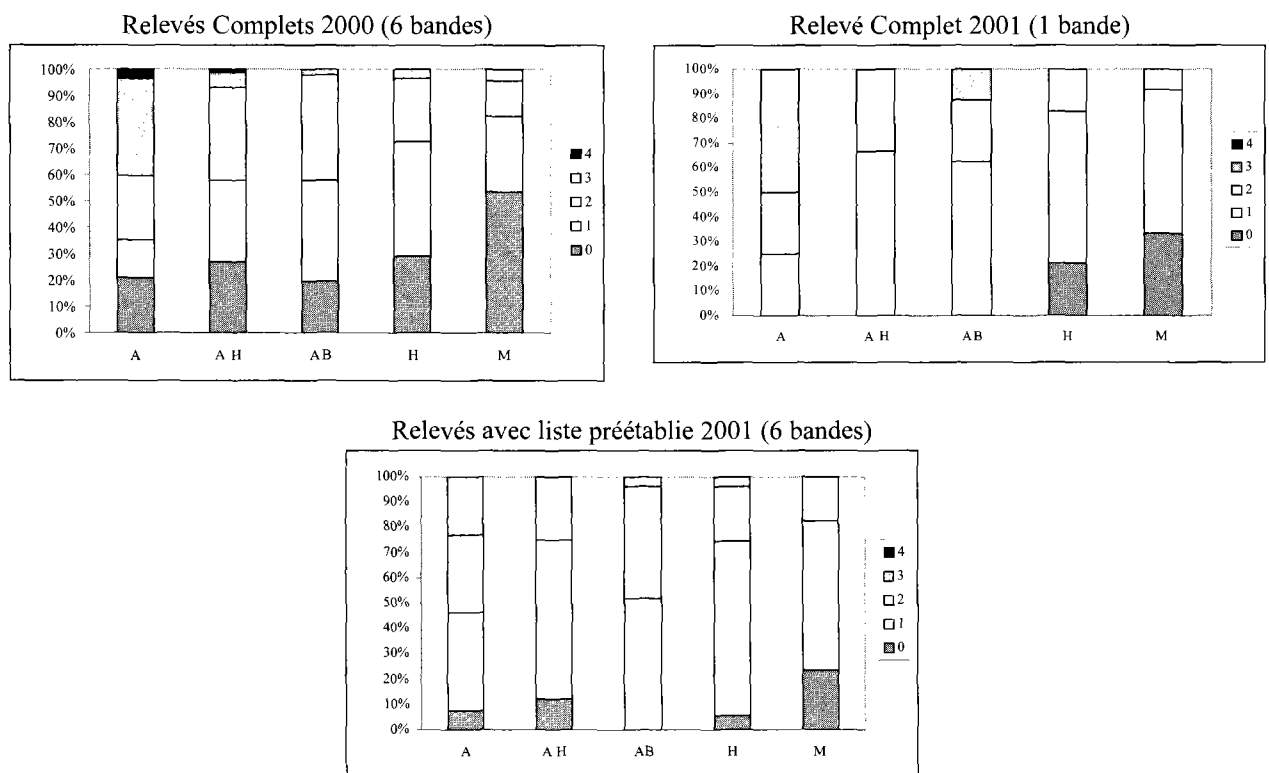 Relevés Complets 2000 (6 bandes)
100%
90%
80%
70%
60%
50%
40%
30%
20%
10%
0%
A
A H
AB
H
M
4
3
2
1
0
Relevé Complet 2001 (1 bande)
100%
90%
80%
70%
60%
50%
40%
30%
20%
10%
0%
A
A H
AB
H
M
4
3
2
1
0
Relevés avec liste préétablie 2001 (6 bandes)
100%
90%
80%
70%
60%
50%
40%
30%
20%
10%
0%
A
A H
AB
H
M
4
3
2
1
0